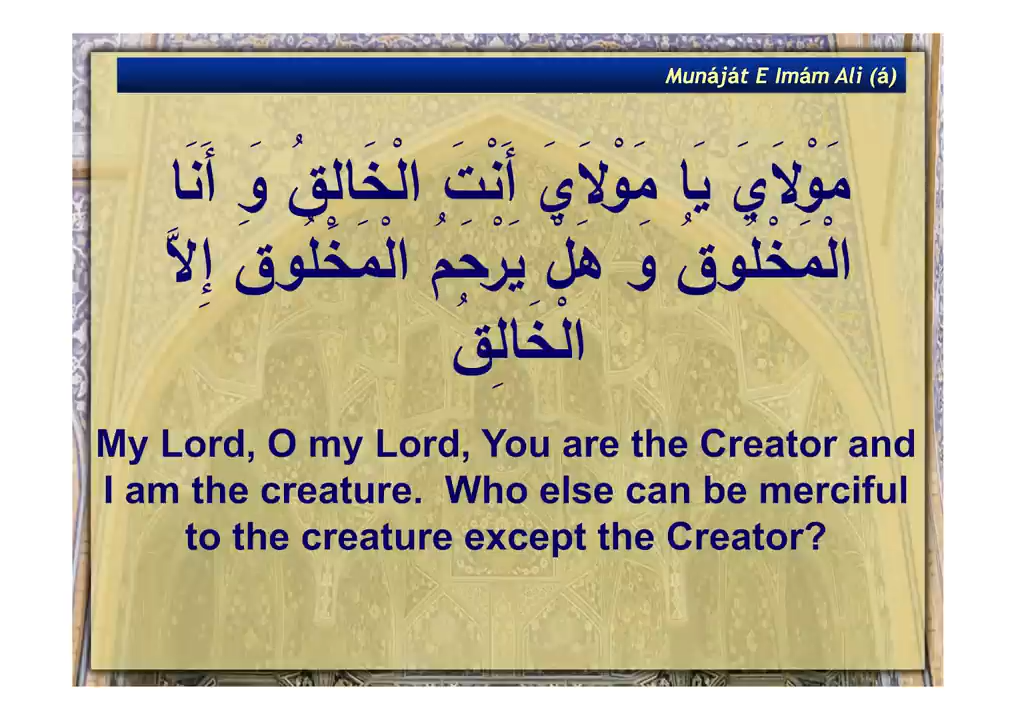 Munáját E Imám Ali (á)
مَوْلاَيَ يَا مَوْلاَيَ أَنْتَ الْخَالِقُ وَ أَنَا
الْمَخْلُوقُ وَ هَلْ يَرْحَمُ الْمَخْلُوقَ إِلاَّ
الْخَالِقُ
My Lord, O my Lord, You are the Creator and
I am the creature.  Who else can be merciful
to the creature except the Creator?